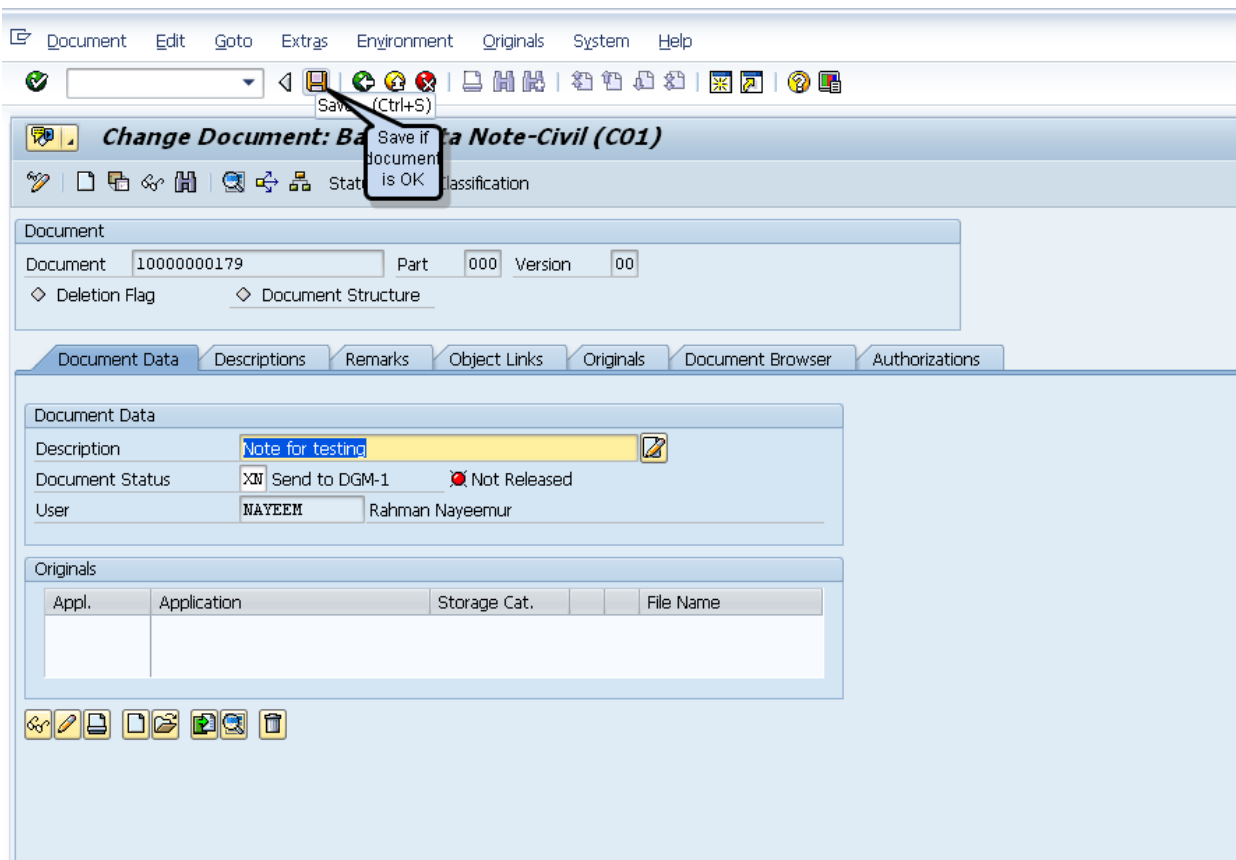 Document Edit Goto Extras Environment Originals System Help
Save (Ctrl+S)
Save if
document
is OK
Change Document: Ba ta Note-Civil (C01)
Classification
Document
Document 10000000179 Part 000 Version 00
Deletion Flag Document Structure
Document Data Descriptions Remarks Object Links Originals Document Browser Authorizations
Document Data
Description Note for testing
Document Status XN Send to DGM-1 Not Released
User NAYEEM Rahman Nayeemur
Originals
Appl. Application Storage Cat. File Name